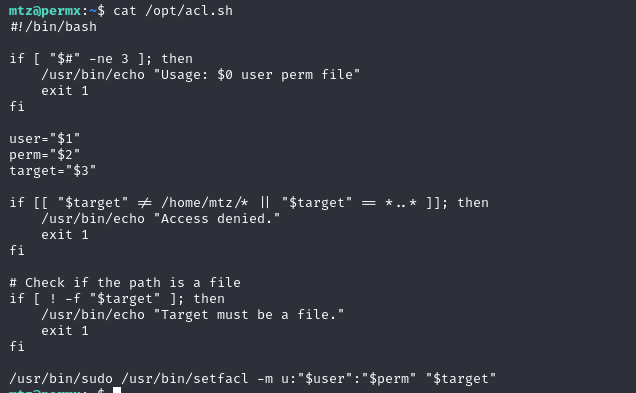 mtz@permx:~$ cat /opt/acl.sh
#!/bin/bash

if [ "$#" -ne 3 ]; then
    /usr/bin/echo "Usage: $0 user perm file"
    exit 1
fi

user="$1"
perm="$2"
target="$3"

if [[ "$target" != /home/mtz/* || "$target" == *..* ]]; then
    /usr/bin/echo "Access denied."
    exit 1
fi

# Check if the path is a file
if [ ! -f "$target" ]; then
    /usr/bin/echo "Target must be a file."
    exit 1
fi

/usr/bin/sudo /usr/bin/setfacl -m u:"$user":"$perm" "$target"
mtz@permx:~$